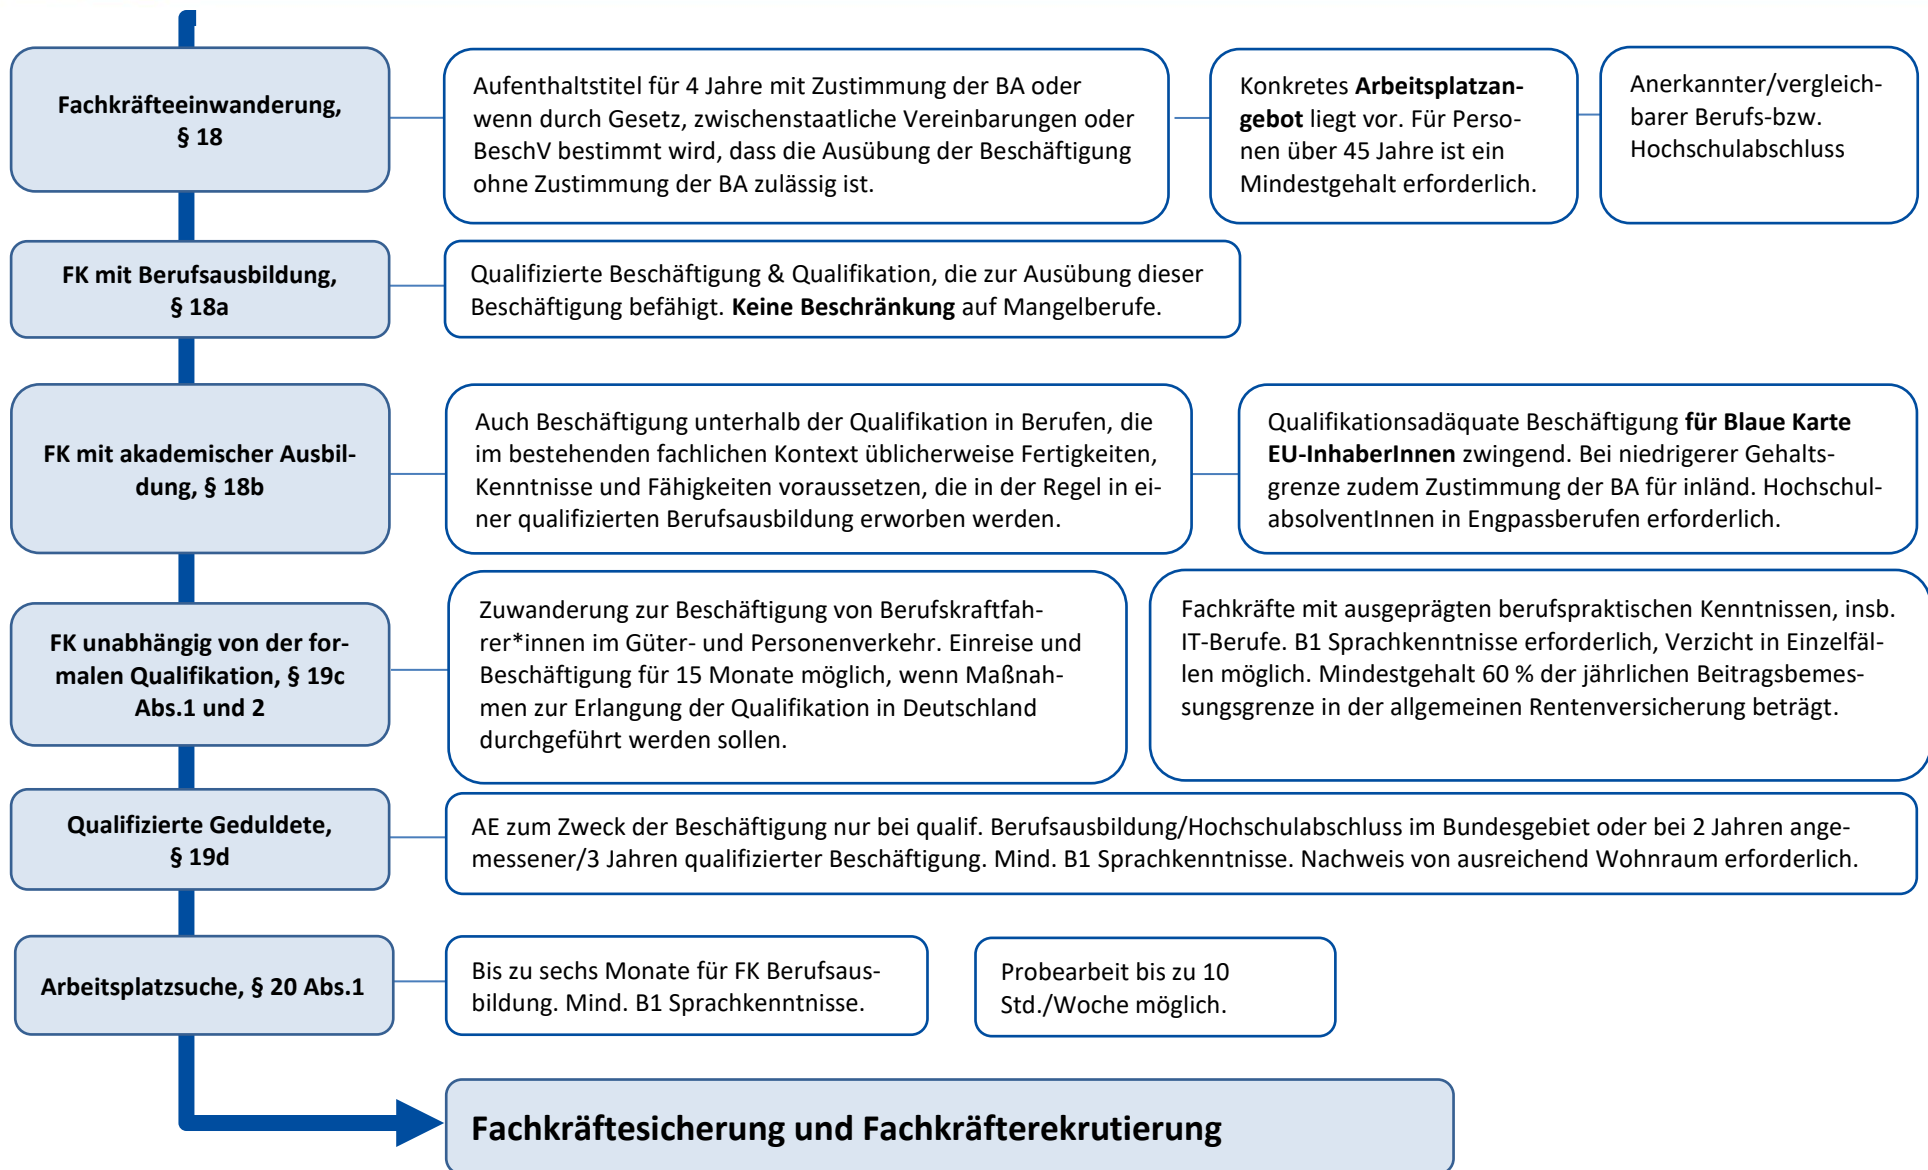 Fachkräfteeinwanderung,
§ 18
Aufenthaltstitel für 4 Jahre mit Zustimmung der BA oder
wenn durch Gesetz, zwischenstaatliche Vereinbarungen oder
BeschV bestimmt wird, dass die Ausübung der Beschäftigung
ohne Zustimmung der BA zulässig ist.
Konkretes Arbeitsplatzan-
gebot liegt vor. Für Perso-
nen über 45 Jahre ist ein
Mindestgehalt erforderlich.
Anerkannter/vergleich-
barer Berufs-bzw.
Hochschulabschluss
FK mit Berufsausbildung,
§ 18a
Qualifizierte Beschäftigung & Qualifikation, die zur Ausübung dieser
Beschäftigung befähigt. Keine Beschränkung auf Mangelberufe.
FK mit akademischer Ausbil-
dung, § 18b
Auch Beschäftigung unterhalb der Qualifikation in Berufen, die
im bestehenden fachlichen Kontext üblicherweise Fertigkeiten,
Kenntnisse und Fähigkeiten voraussetzen, die in der Regel in ei-
ner qualifizierten Berufsausbildung erworben werden.
Qualifikationsadäquate Beschäftigung für Blaue Karte
EU-InhaberInnen zwingend. Bei niedrigerer Gehalts-
grenze zudem Zustimmung der BA für inländ. Hochschul-
absolventInnen in Engpassberufen erforderlich.
FK unabhängig von der for-
malen Qualifikation, § 19c
Abs.1 und 2
Zuwanderung zur Beschäftigung von Berufskraftfah-
rer*innen im Güter- und Personenverkehr. Einreise und
Beschäftigung für 15 Monate möglich, wenn Maßnah-
men zur Erlangung der Qualifikation in Deutschland
durchgeführt werden sollen.
Fachkräfte mit ausgeprägten berufspraktischen Kenntnissen, insb.
IT-Berufe. B1 Sprachkenntnisse erforderlich, Verzicht in Einzelfäl-
len möglich. Mindestgehalt 60 % der jährlichen Beitragsbemes-
sungsgrenze in der allgemeinen Rentenversicherung beträgt.
Qualifizierte Geduldete,
§ 19d
AE zum Zweck der Beschäftigung nur bei qualif. Berufsausbildung/Hochschulabschluss im Bundesgebiet oder bei 2 Jahren ange-
messener/3 Jahren qualifizierter Beschäftigung. Mind. B1 Sprachkenntnisse. Nachweis von ausreichend Wohnraum erforderlich.
Arbeitsplatzsuche, § 20 Abs.1
Bis zu sechs Monate für FK Berufsaus-
bildung. Mind. B1 Sprachkenntnisse.
Probearbeit bis zu 10
Std./Woche möglich.
Fachkräftesicherung und Fachkräfterekrutierung